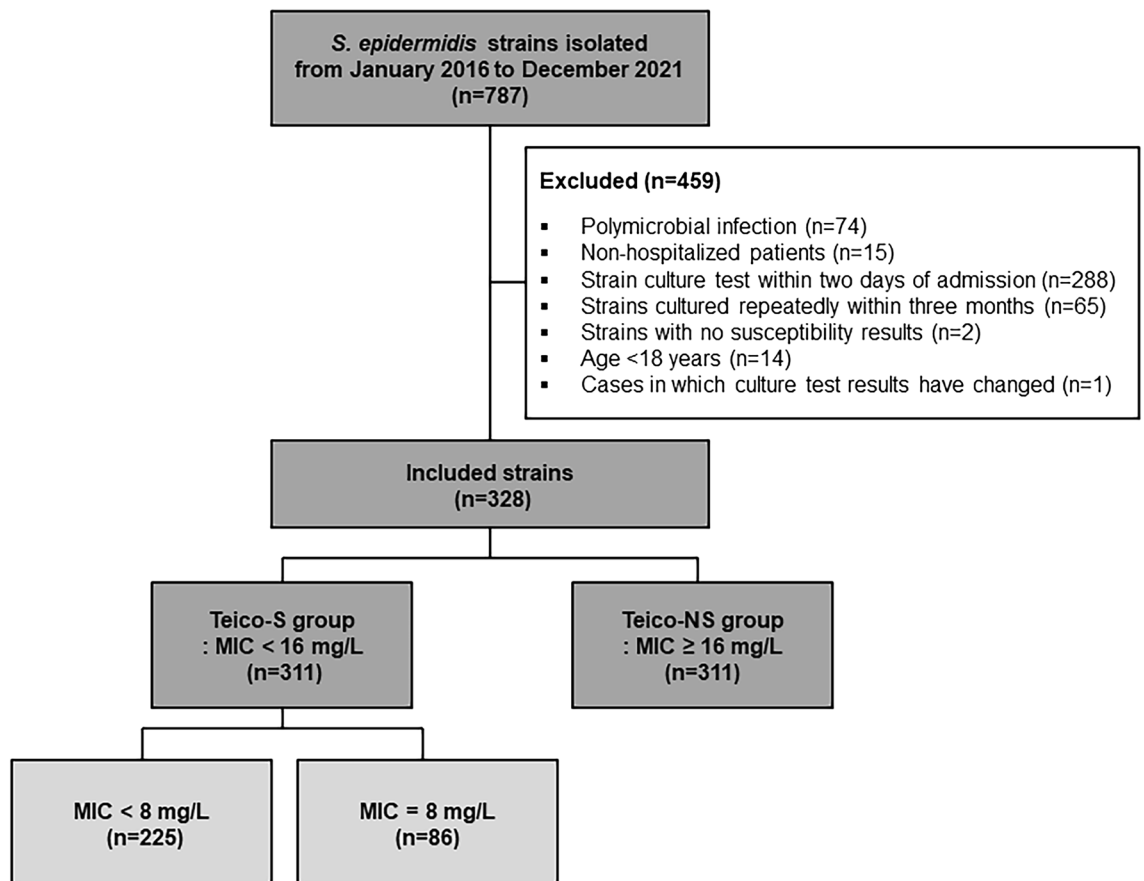 S. epidermidis strains isolated
from January 2016 to December 2021
(n=787)
Excluded (n=459)
▪ Polymicrobial infection (n=74)
▪ Non-hospitalized patients (n=15)
▪ Strain culture test within two days of admission (n=288)
▪ Strains cultured repeatedly within three months (n=65)
▪ Strains with no susceptibility results (n=2)
▪ Age <18 years (n=14)
▪ Cases in which culture test results have changed (n=1)
Included strains
(n=328)
Teico-S group
: MIC < 16 mg/L
(n=311)
Teico-NS group
: MIC ≥ 16 mg/L
(n=311)
MIC < 8 mg/L
(n=225)
MIC = 8 mg/L
(n=86)